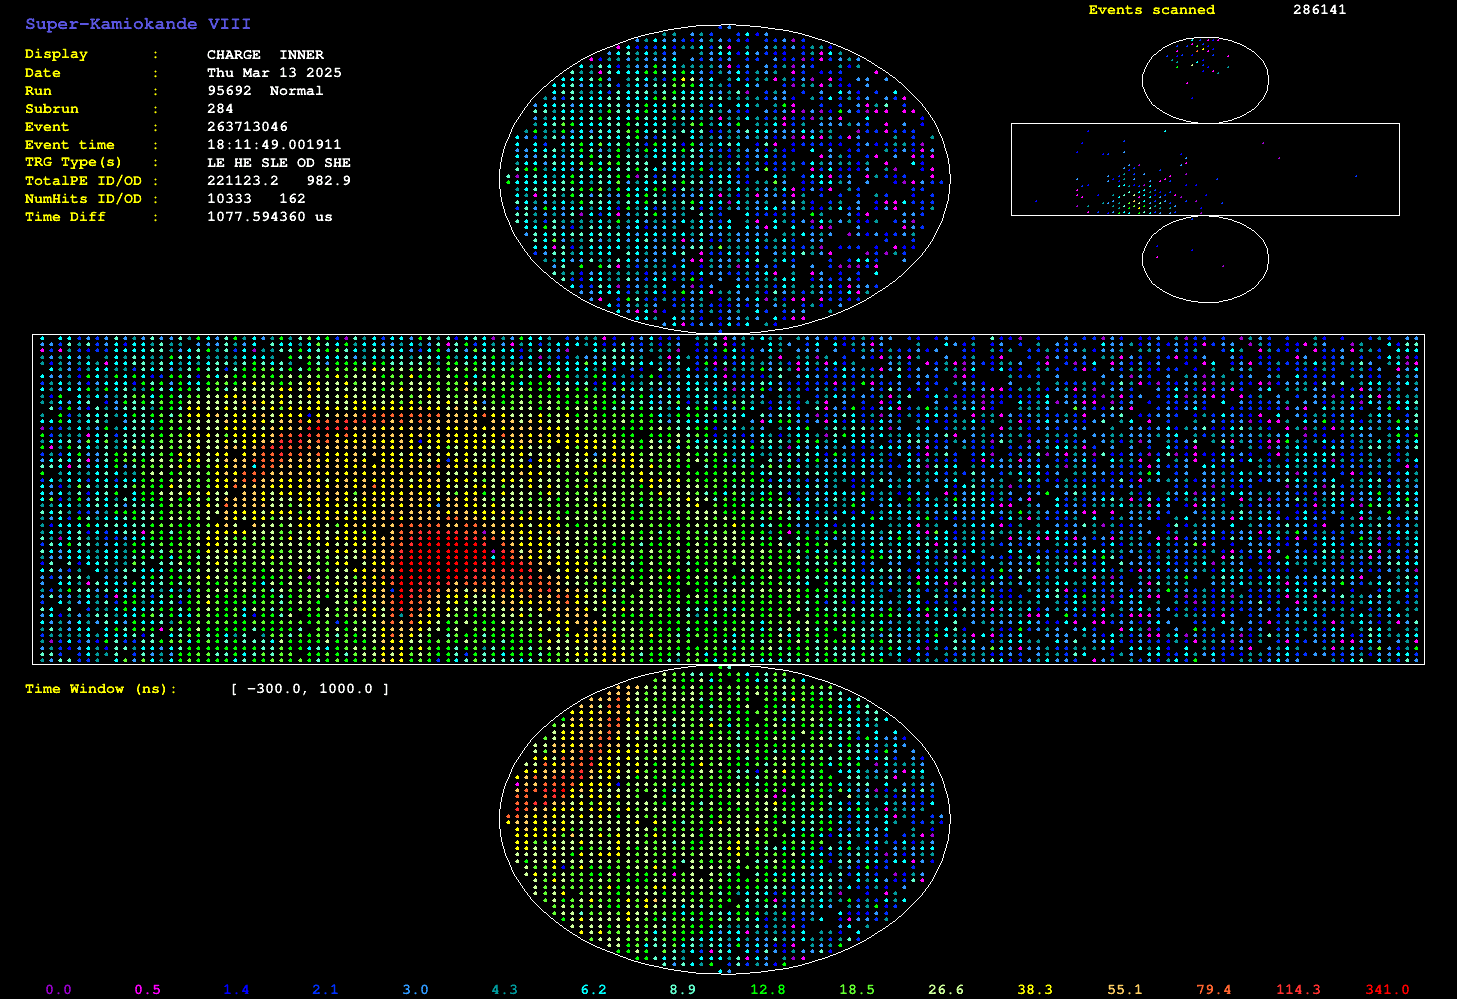 Super-Kamiokande VIII
Events scanned 286141
Display : CHARGE INNER
Date : Thu Mar 13 2025
Run : 95692 Normal
Subrun : 284
Event : 263713046
Event time : 18:11:49.001911
TRG Type(s) : LE HE SLE OD SHE
TotalPE ID/OD : 221123.2 982.9
NumHits ID/OD : 10333 162
Time Diff : 1077.594360 us
Time Window (ns): [ -300.0, 1000.0 ]
0.0 0.5 1.4 2.1 3.0 4.3 6.2 8.9 12.8 18.5 26.6 38.3 55.1 79.4 114.3 341.0